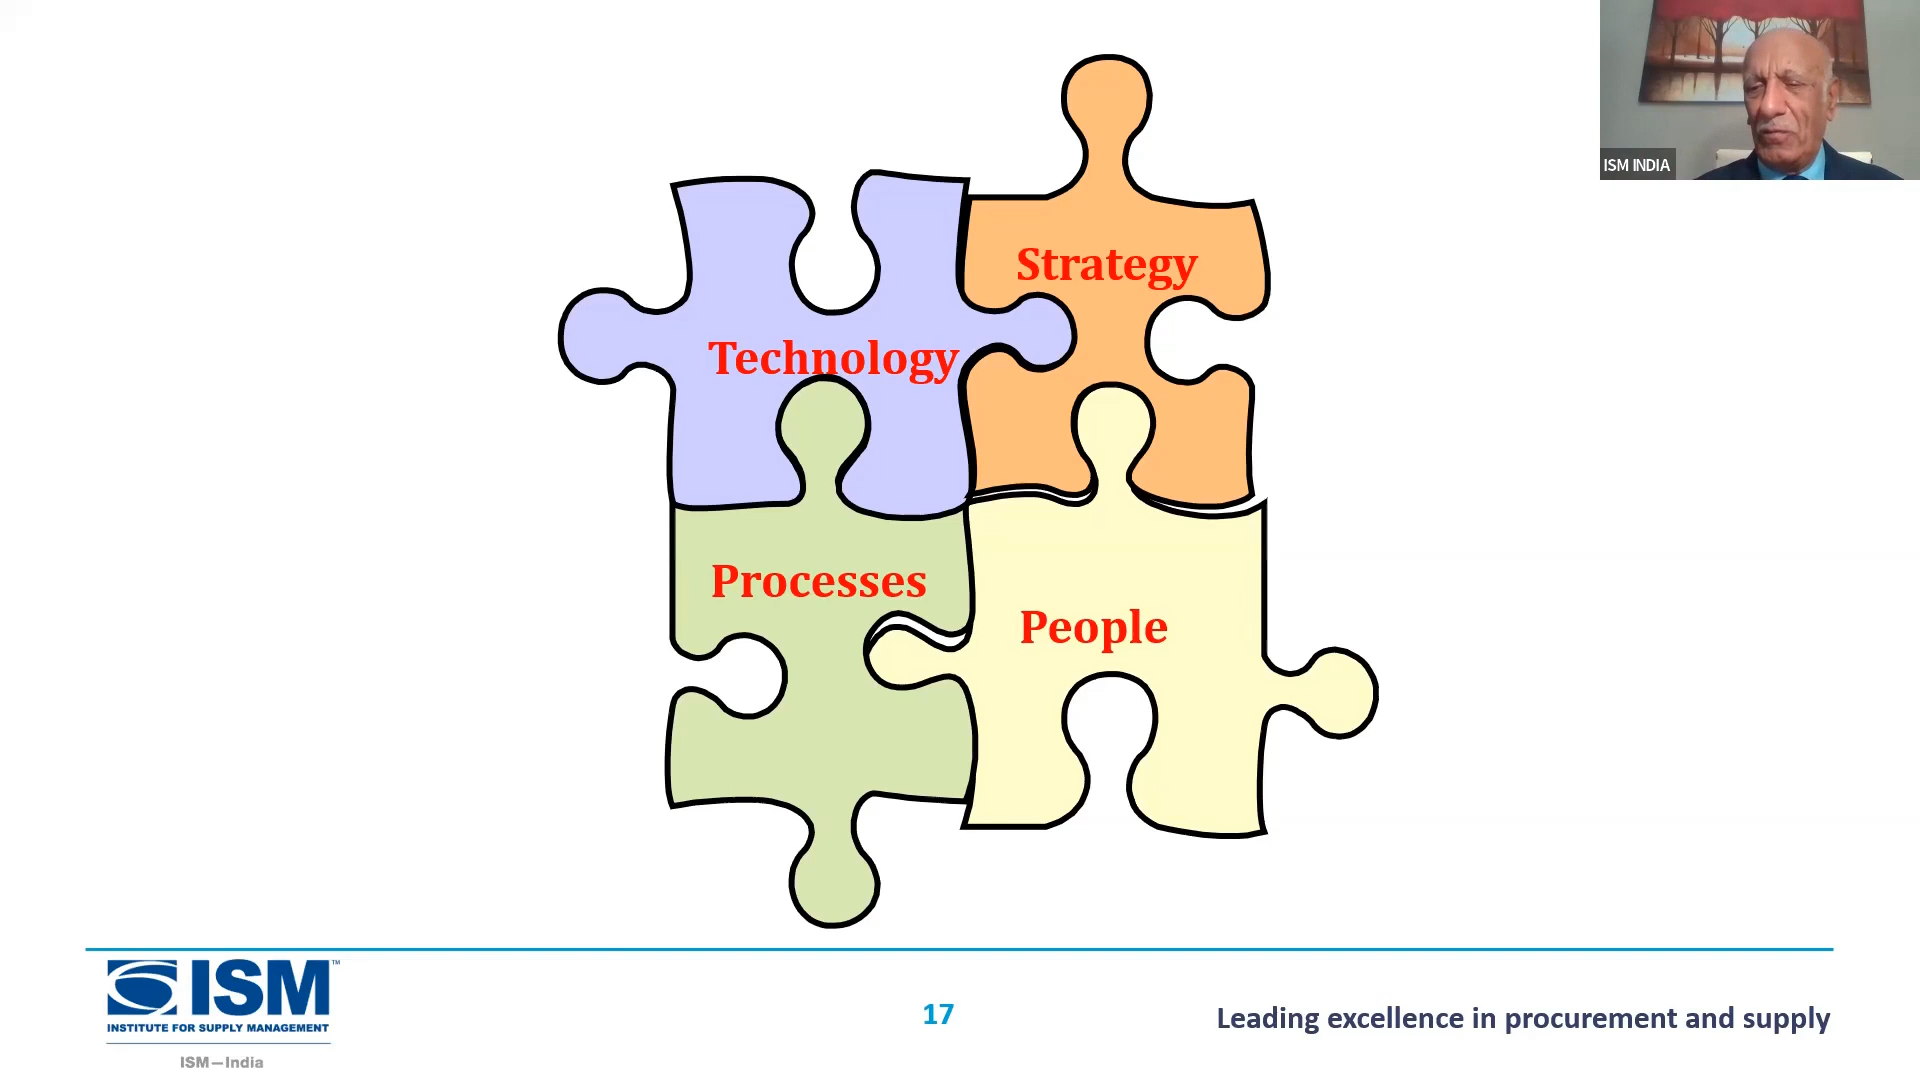 ISM INDIA
Strategy
Technology
Processes
People
ISM™
INSTITUTE FOR SUPPLY MANAGEMENT
ISM—India
17
Leading excellence in procurement and supply